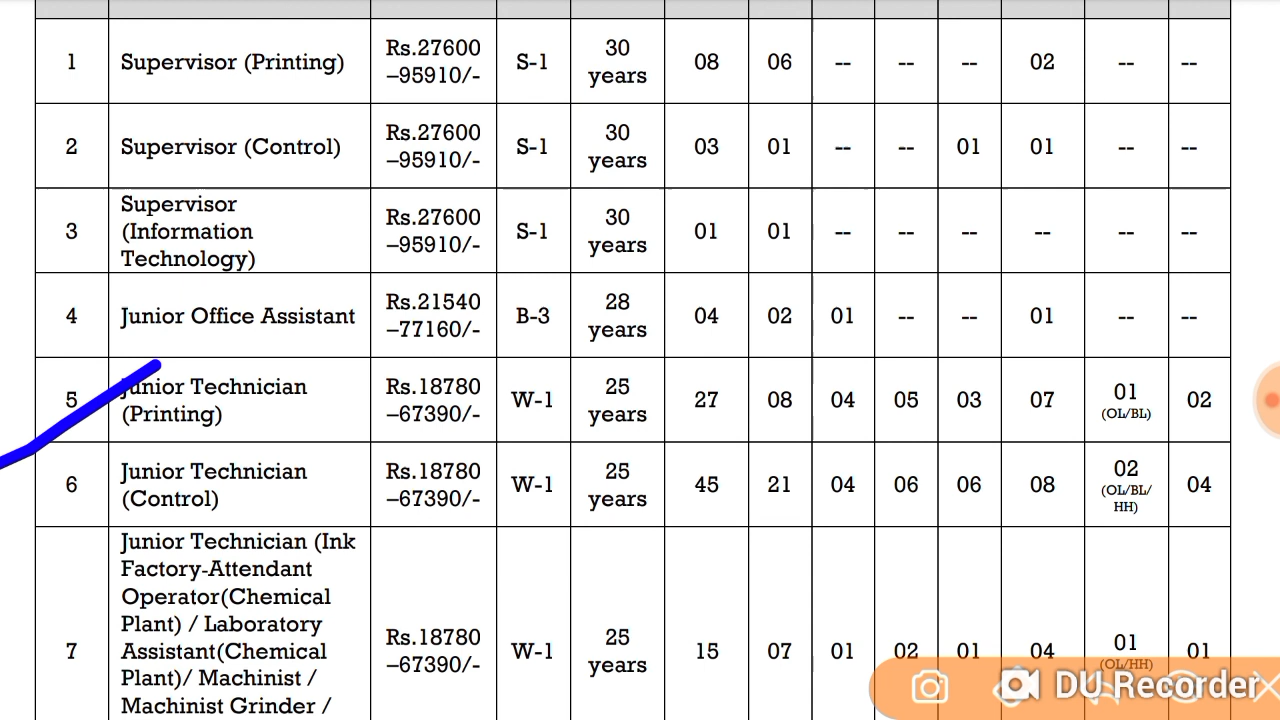 1 Supervisor (Printing) Rs.27600 –95910/- S-1 30 years 08 06 -- -- -- 02 -- --
2 Supervisor (Control) Rs.27600 –95910/- S-1 30 years 03 01 -- -- 01 01 -- --
3 Supervisor (Information Technology) Rs.27600 –95910/- S-1 30 years 01 01 -- -- -- -- -- --
4 Junior Office Assistant Rs.21540 –77160/- B-3 28 years 04 02 01 -- -- 01 -- --
5 Junior Technician (Printing) Rs.18780 –67390/- W-1 25 years 27 08 04 05 03 07 01 (OL/BL) 02
6 Junior Technician (Control) Rs.18780 –67390/- W-1 25 years 45 21 04 06 06 08 02 (OL/BL/ HH) 04
7 Junior Technician (Ink Factory-Attendant Operator(Chemical Plant) / Laboratory Assistant(Chemical Plant)/ Machinist / Machinist Grinder / Rs.18780 –67390/- W-1 25 years 15 07 01 02 01 04 01 (OL/HH) 01
DU Recorder